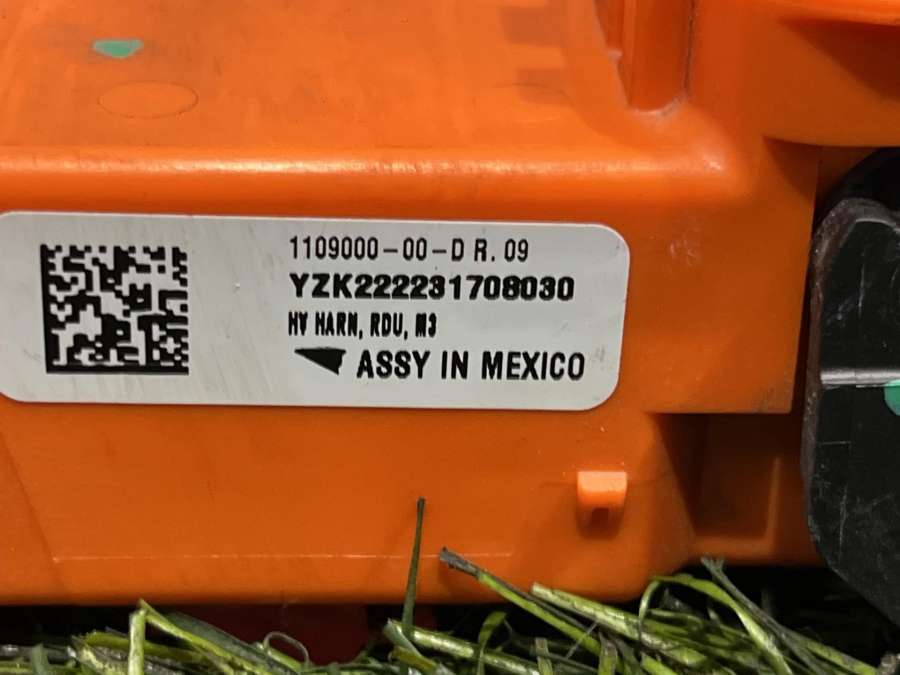 1109000-00-D R. 09
YZK222231708030
HV HARN, RDU, M3
ASSY IN MEXICO